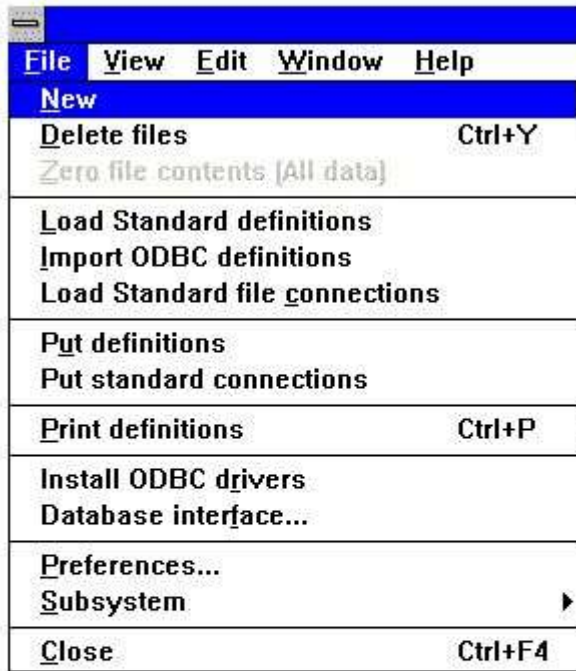 File View Edit Window Help
New
Delete files Ctrl+Y
Zero file contents (All data)
Load Standard definitions
Import ODBC definitions
Load Standard file connections
Put definitions
Put standard connections
Print definitions Ctrl+P
Install ODBC drivers
Database interface...
Preferences...
Subsystem
Close Ctrl+F4